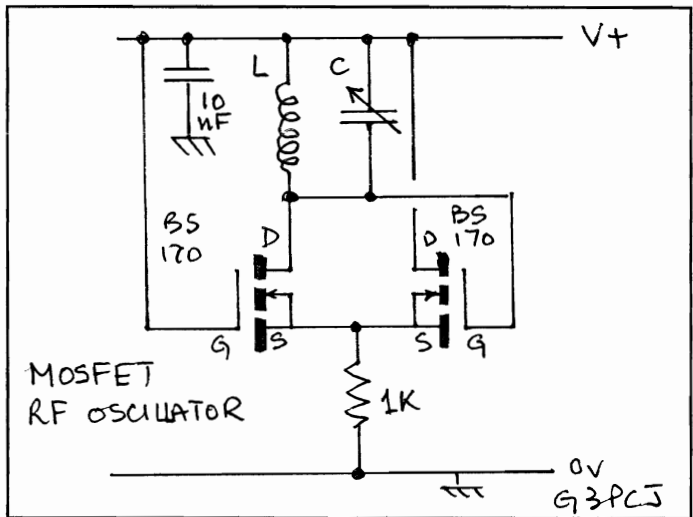 V+
L
C
10
nF
BS
170
D
D
BS
170
G
S
S
G
MOSFET
RF OSCILLATOR
1K
0V
G3PCJ